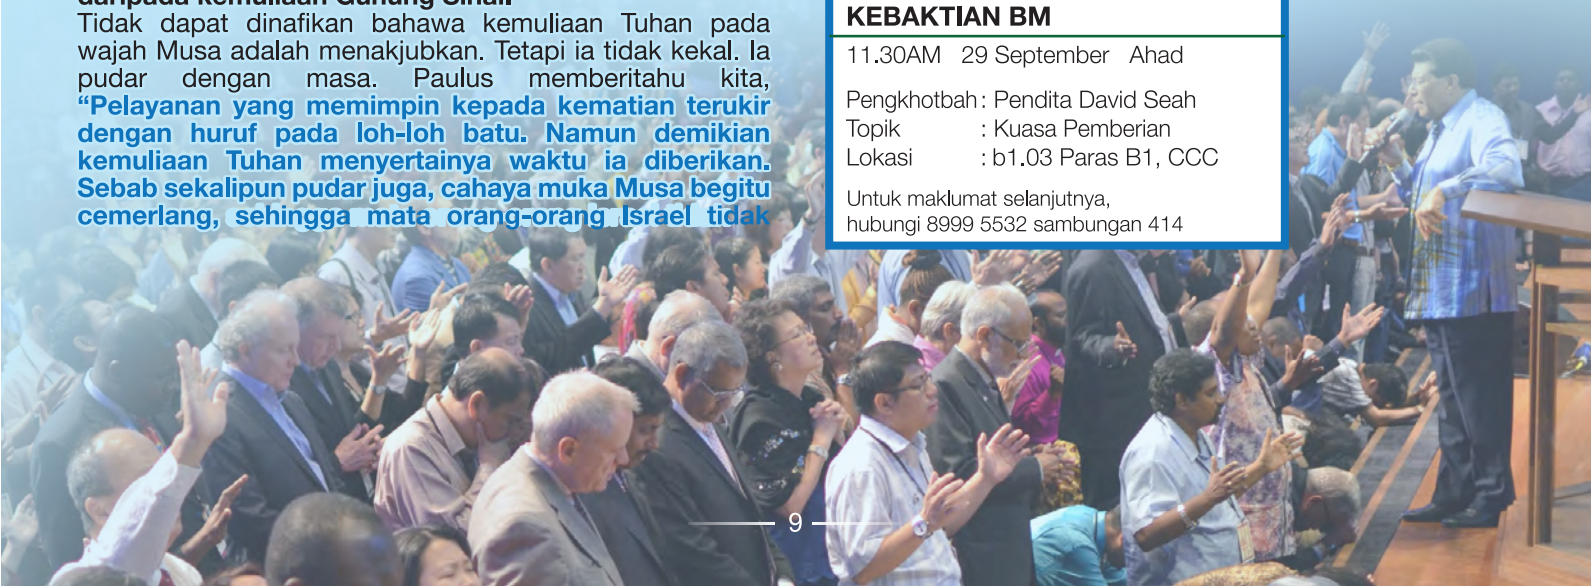 daripada kemuliaan Gunung Sinai.
Tidak dapat dinafikan bahawa kemuliaan Tuhan pada
wajah Musa adalah menakjubkan. Tetapi ia tidak kekal. Ia
pudar dengan masa. Paulus memberitahu kita,
“Pelayanan yang memimpin kepada kematian terukir
dengan huruf pada loh-loh batu. Namun demikian
kemuliaan Tuhan menyertainya waktu ia diberikan.
Sebab sekalipun pudar juga, cahaya muka Musa begitu
cemerlang, sehingga mata orang-orang Israel tidak
KEBAKTIAN BM
11.30AM 29 September Ahad
Pengkhotbah : Pendita David Seah
Topik : Kuasa Pemberian
Lokasi : b1.03 Paras B1, CCC
Untuk maklumat selanjutnya,
hubungi 8999 5532 sambungan 414
9